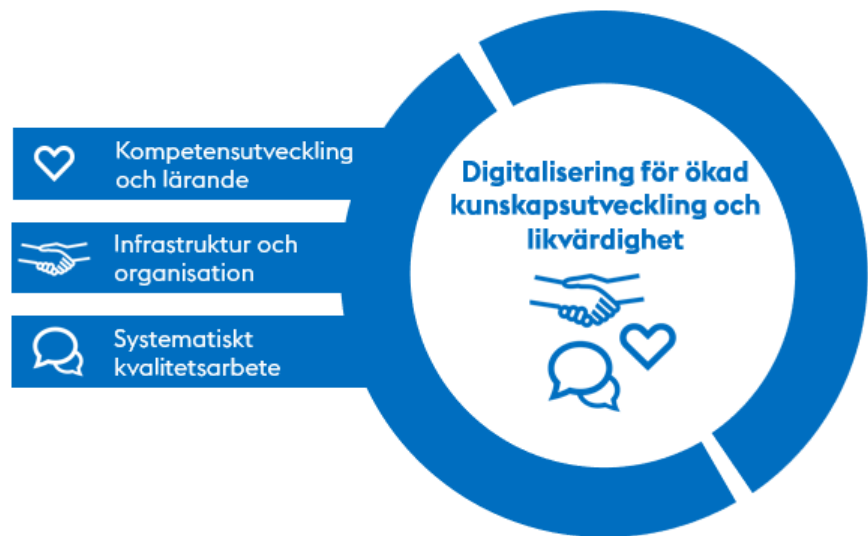 Kompetensutveckling
och lärande
Infrastruktur och
organisation
Systematiskt
kvalitetsarbete
Digitalisering för ökad
kunskapsutveckling och
likvärdighet